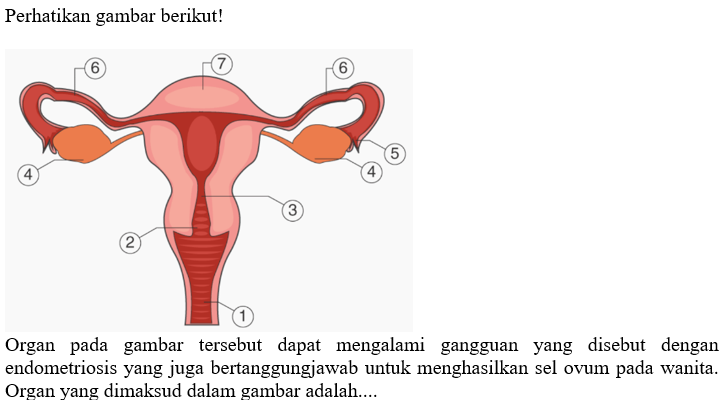 Perhatikan gambar berikut!
6
7
6
5
4
4
3
2
1
Organ pada gambar tersebut dapat mengalami gangguan yang disebut dengan
endometriosis yang juga bertanggungjawab untuk menghasilkan sel ovum pada wanita.
Organ yang dimaksud dalam gambar adalah....